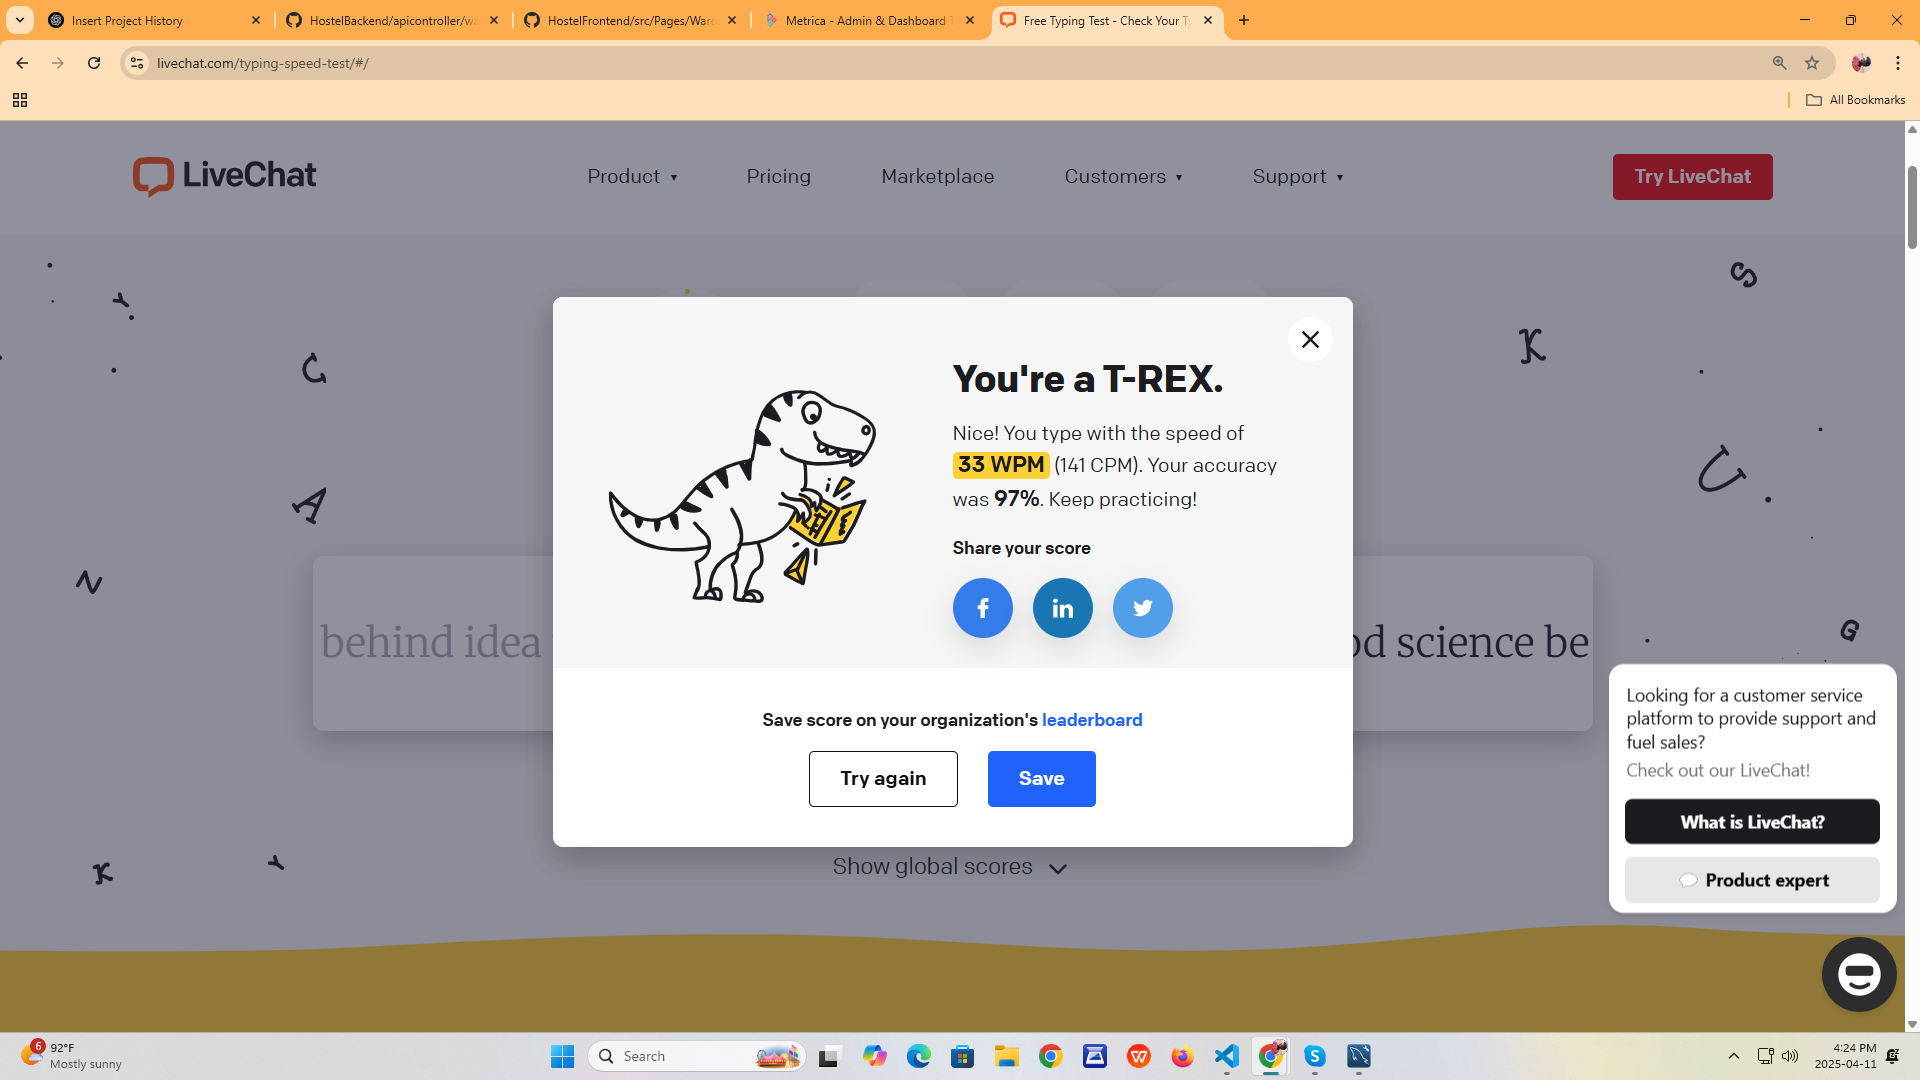 Insert Project History
HostelBackend/apicontroller/wa
HostelFrontend/src/Pages/Ward
Metrica - Admin & Dashboard T
Free Typing Test - Check Your Ty
livechat.com/typing-speed-test/#/
All Bookmarks
LiveChat
Product
Pricing
Marketplace
Customers
Support
Try LiveChat
You're a T-REX.
Nice! You type with the speed of
33 WPM (141 CPM). Your accuracy
was 97%. Keep practicing!
Share your score
behind idea
od science be
Save score on your organization's leaderboard
Try again
Save
Show global scores
Looking for a customer service
platform to provide support and
fuel sales?
Check out our LiveChat!
What is LiveChat?
Product expert
6
92°F
Mostly sunny
Search
4:24 PM
2025-04-11